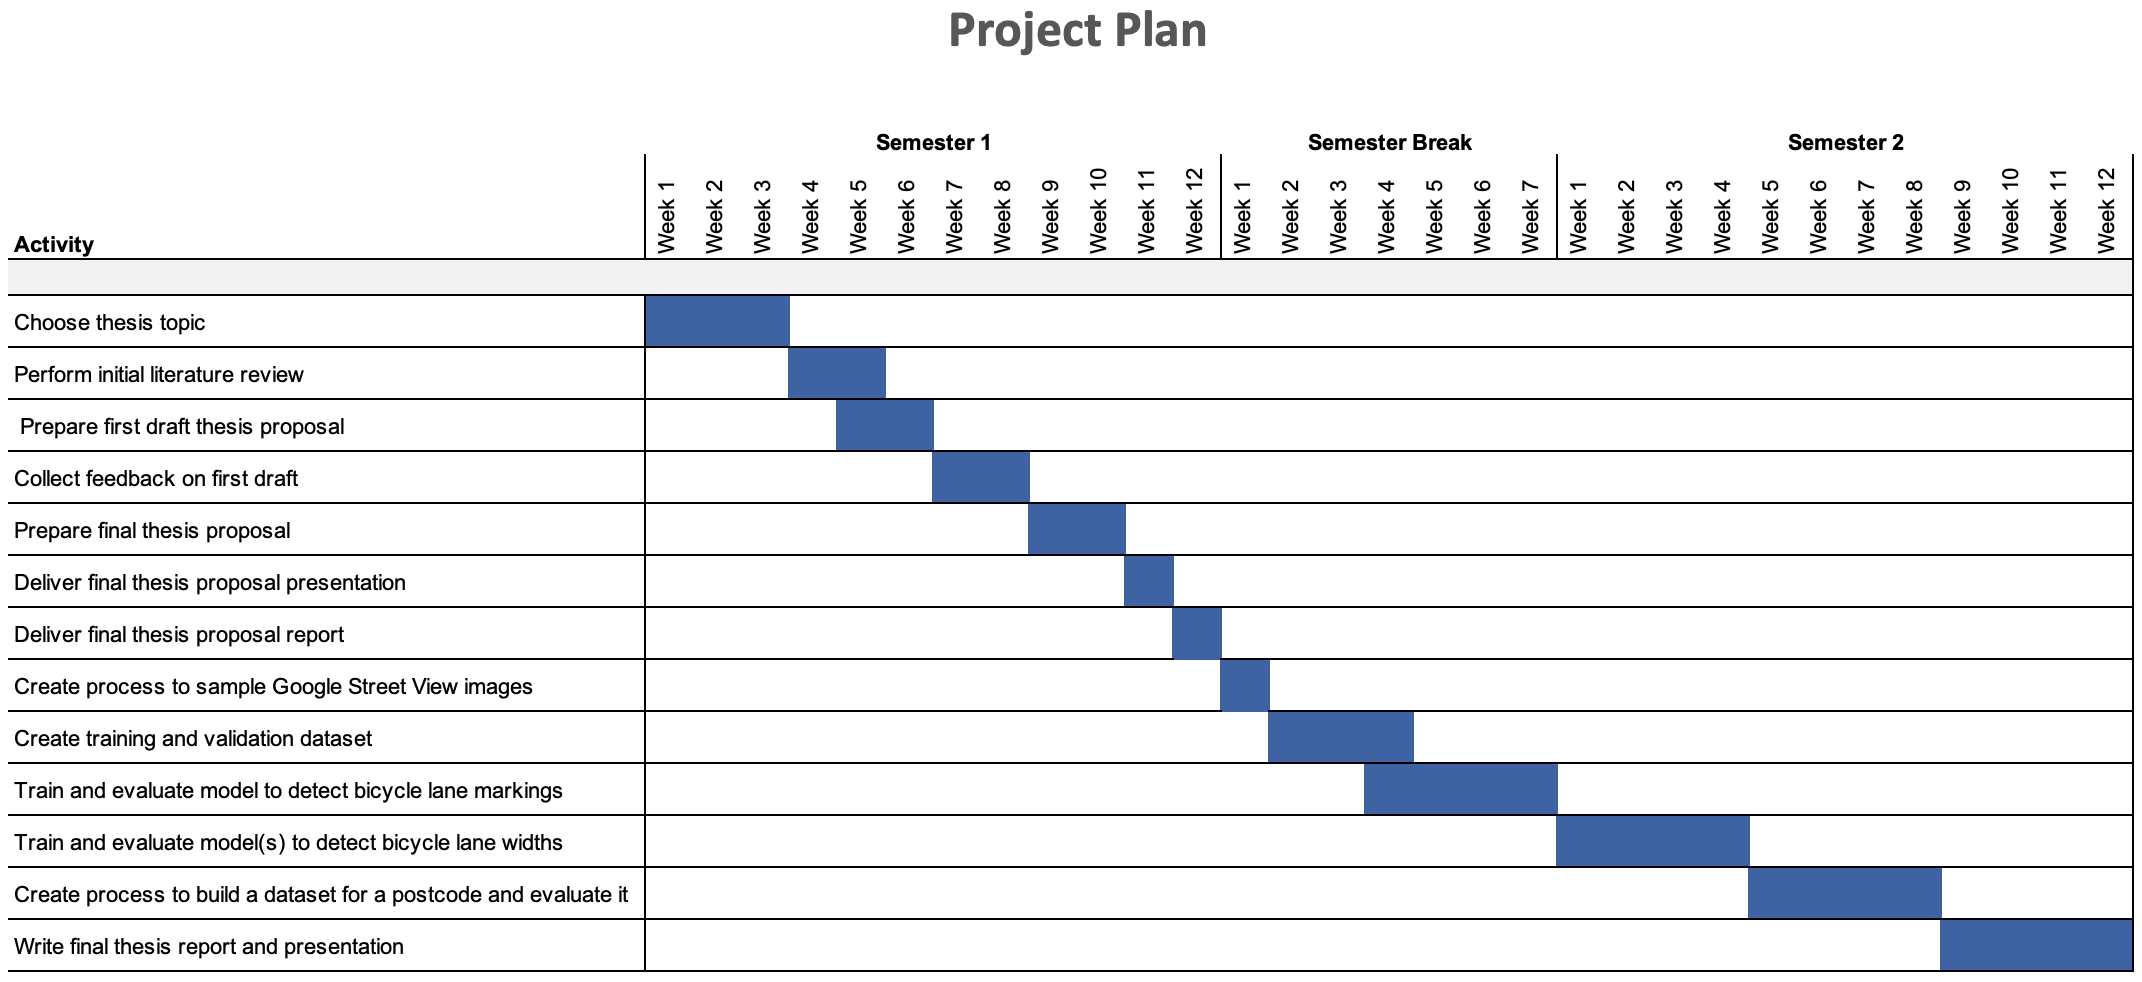 Project Plan
Semester 1 Semester Break Semester 2
Activity Week 1 Week 2 Week 3 Week 4 Week 5 Week 6 Week 7 Week 8 Week 9 Week 10 Week 11 Week 12 Week 1 Week 2 Week 3 Week 4 Week 5 Week 6 Week 7 Week 1 Week 2 Week 3 Week 4 Week 5 Week 6 Week 7 Week 8 Week 9 Week 10 Week 11 Week 12
Choose thesis topic
Perform initial literature review
Prepare first draft thesis proposal
Collect feedback on first draft
Prepare final thesis proposal
Deliver final thesis proposal presentation
Deliver final thesis proposal report
Create process to sample Google Street View images
Create training and validation dataset
Train and evaluate model to detect bicycle lane markings
Train and evaluate model(s) to detect bicycle lane widths
Create process to build a dataset for a postcode and evaluate it
Write final thesis report and presentation